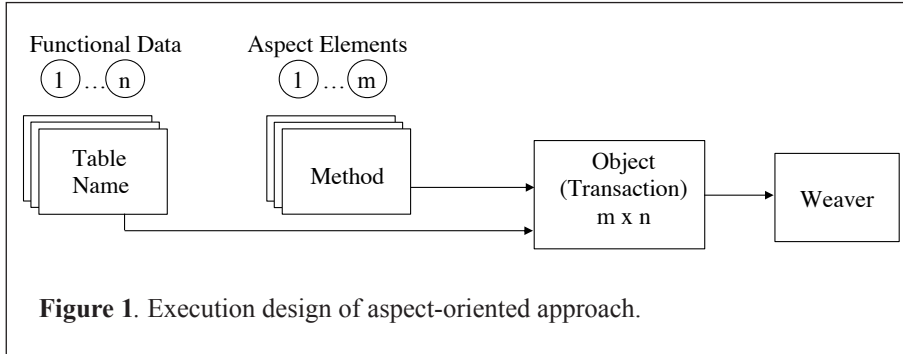 Functional Data
1 ... n
Aspect Elements
1 ... m
Table
Name
Method
Object
(Transaction)
m x n
Weaver
Figure 1. Execution design of aspect-oriented approach.